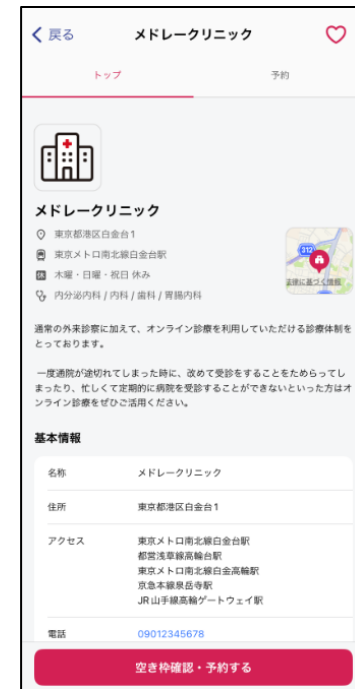 戻る
メドレークリニック
トップ
予約
メドレークリニック
東京都港区白金台1
312
東京メトロ南北線白金台駅
休 木曜・日曜・祝日 休み
法律に基づく情報
内分泌内科 / 内科 / 歯科 / 胃腸内科
通常の外来診察に加えて、オンライン診療を利用していただける診療体制を
とっております。
一度通院が途切れてしまった時に、改めて受診をすることをためらってし
まったり、忙しくて定期的に病院を受診することができないといった方はオ
ンライン診療をぜひご活用ください。
基本情報
名称 メドレークリニック
住所 東京都港区白金台1
アクセス 東京メトロ南北線白金台駅
都営浅草線高輪台駅
東京メトロ南北線白金高輪駅
京急本線泉岳寺駅
JR山手線高輪ゲートウェイ駅
電話 09012345678
空き枠確認・予約する